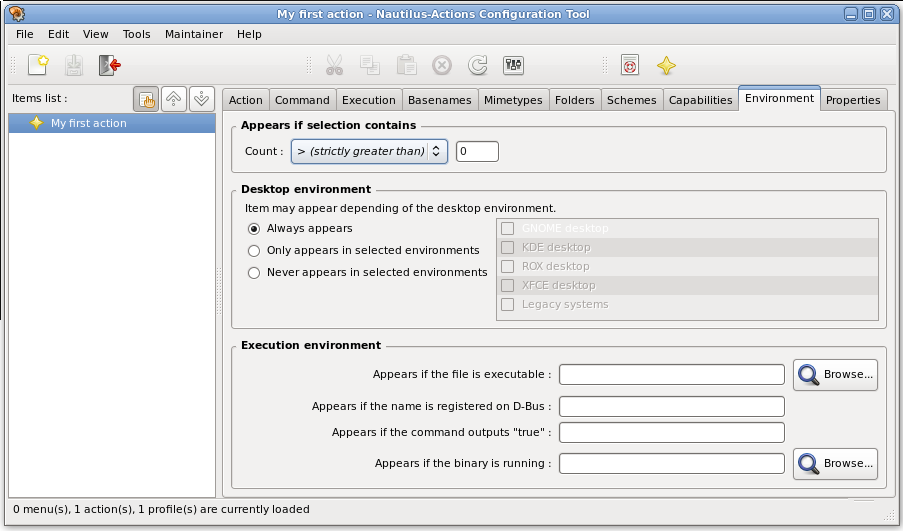 My first action - Nautilus-Actions Configuration Tool
File Edit View Tools Maintainer Help
Items list :
My first action
Action Command Execution Basenames Mimetypes Folders Schemes Capabilities Environment Properties
Appears if selection contains
Count : > (strictly greater than) 0
Desktop environment
Item may appear depending of the desktop environment.
Always appears
Only appears in selected environments
Never appears in selected environments
GNOME desktop
KDE desktop
ROX desktop
XFCE desktop
Legacy systems
Execution environment
Appears if the file is executable : Browse...
Appears if the name is registered on D-Bus :
Appears if the command outputs "true" :
Appears if the binary is running : Browse...
0 menu(s), 1 action(s), 1 profile(s) are currently loaded